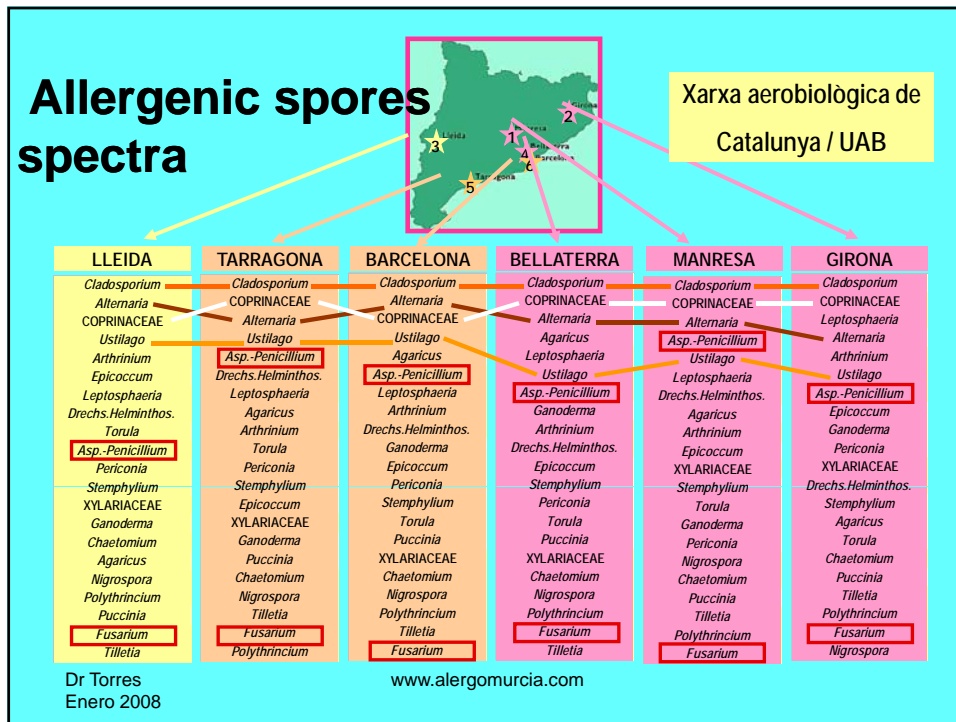 Allergenic spores
spectra
Xarxa aerobiològica de
Catalunya / UAB
Girona
2
Lleida
3
1
Bellaterra
4
Barcelona
6
Tarragona
5
LLEIDA
Cladosporium
Alternaria
COPRINACEAE
Ustilago
Arthrinium
Epicoccum
Leptosphaeria
Drechs.Helminthos.
Torula
Asp.-Penicillium
Periconia
Stemphylium
XYLARIACEAE
Ganoderma
Chaetomium
Agaricus
Nigrospora
Polythrincium
Puccinia
Fusarium
Tilletia
TARRAGONA
Cladosporium
COPRINACEAE
Alternaria
Ustilago
Asp.-Penicillium
Drechs.Helminthos.
Leptosphaeria
Agaricus
Arthrinium
Torula
Periconia
Stemphylium
Epicoccum
XYLARIACEAE
Ganoderma
Puccinia
Chaetomium
Nigrospora
Tilletia
Fusarium
Polythrincium
BARCELONA
Cladosporium
Alternaria
COPRINACEAE
Ustilago
Agaricus
Asp.-Penicillium
Leptosphaeria
Arthrinium
Drechs.Helminthos.
Ganoderma
Epicoccum
Periconia
Stemphylium
Torula
Puccinia
XYLARIACEAE
Chaetomium
Nigrospora
Polythrincium
Tilletia
Fusarium
BELLATERRA
Cladosporium
COPRINACEAE
Alternaria
Agaricus
Leptosphaeria
Ustilago
Asp.-Penicillium
Ganoderma
Arthrinium
Drechs.Helminthos.
Epicoccum
Stemphylium
Periconia
Torula
Puccinia
XYLARIACEAE
Chaetomium
Nigrospora
Polythrincium
Fusarium
Tilletia
MANRESA
Cladosporium
COPRINACEAE
Alternaria
Asp.-Penicillium
Ustilago
Leptosphaeria
Drechs.Helminthos.
Agaricus
Arthrinium
Epicoccum
XYLARIACEAE
Stemphylium
Torula
Ganoderma
Periconia
Nigrospora
Chaetomium
Puccinia
Tilletia
Polythrincium
Fusarium
GIRONA
Cladosporium
COPRINACEAE
Leptosphaeria
Alternaria
Arthrinium
Ustilago
Asp.-Penicillium
Epicoccum
Ganoderma
Periconia
XYLARIACEAE
Drechs.Helminthos.
Stemphylium
Agaricus
Torula
Chaetomium
Puccinia
Tilletia
Polythrincium
Fusarium
Nigrospora
Dr Torres
Enero 2008
www.alergomurcia.com